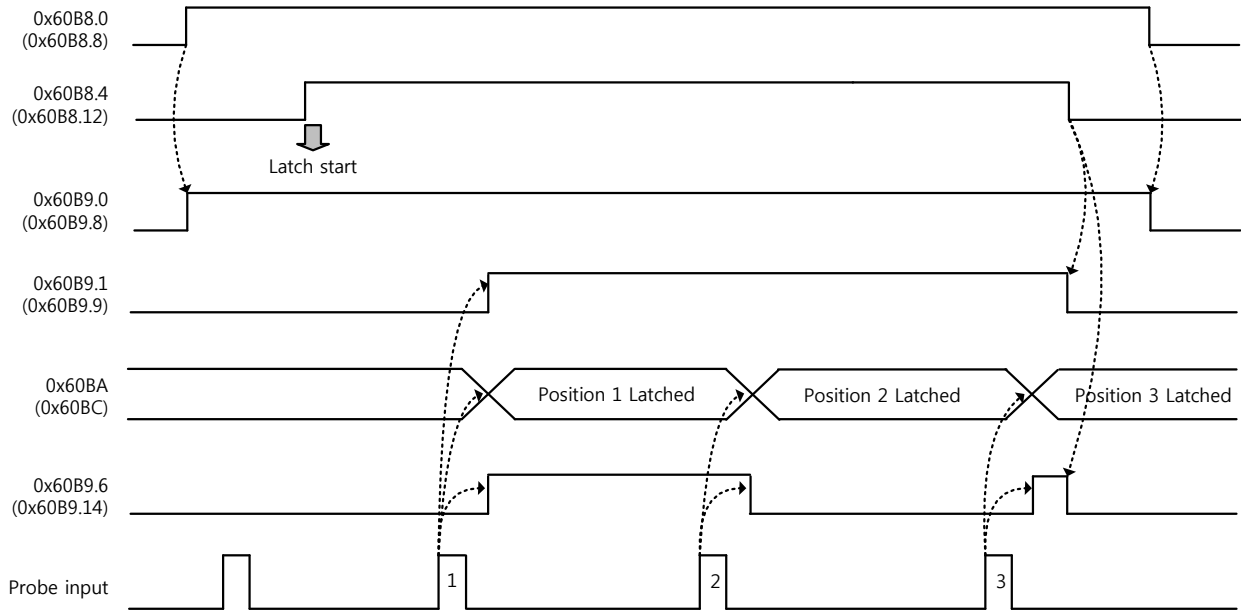 0x60B8.0
(0x60B8.8)
0x60B8.4
(0x60B8.12)
Latch start
0x60B9.0
(0x60B9.8)
0x60B9.1
(0x60B9.9)
0x60BA
(0x60BC)
Position 1 Latched
Position 2 Latched
Position 3 Latched
0x60B9.6
(0x60B9.14)
Probe input
1
2
3